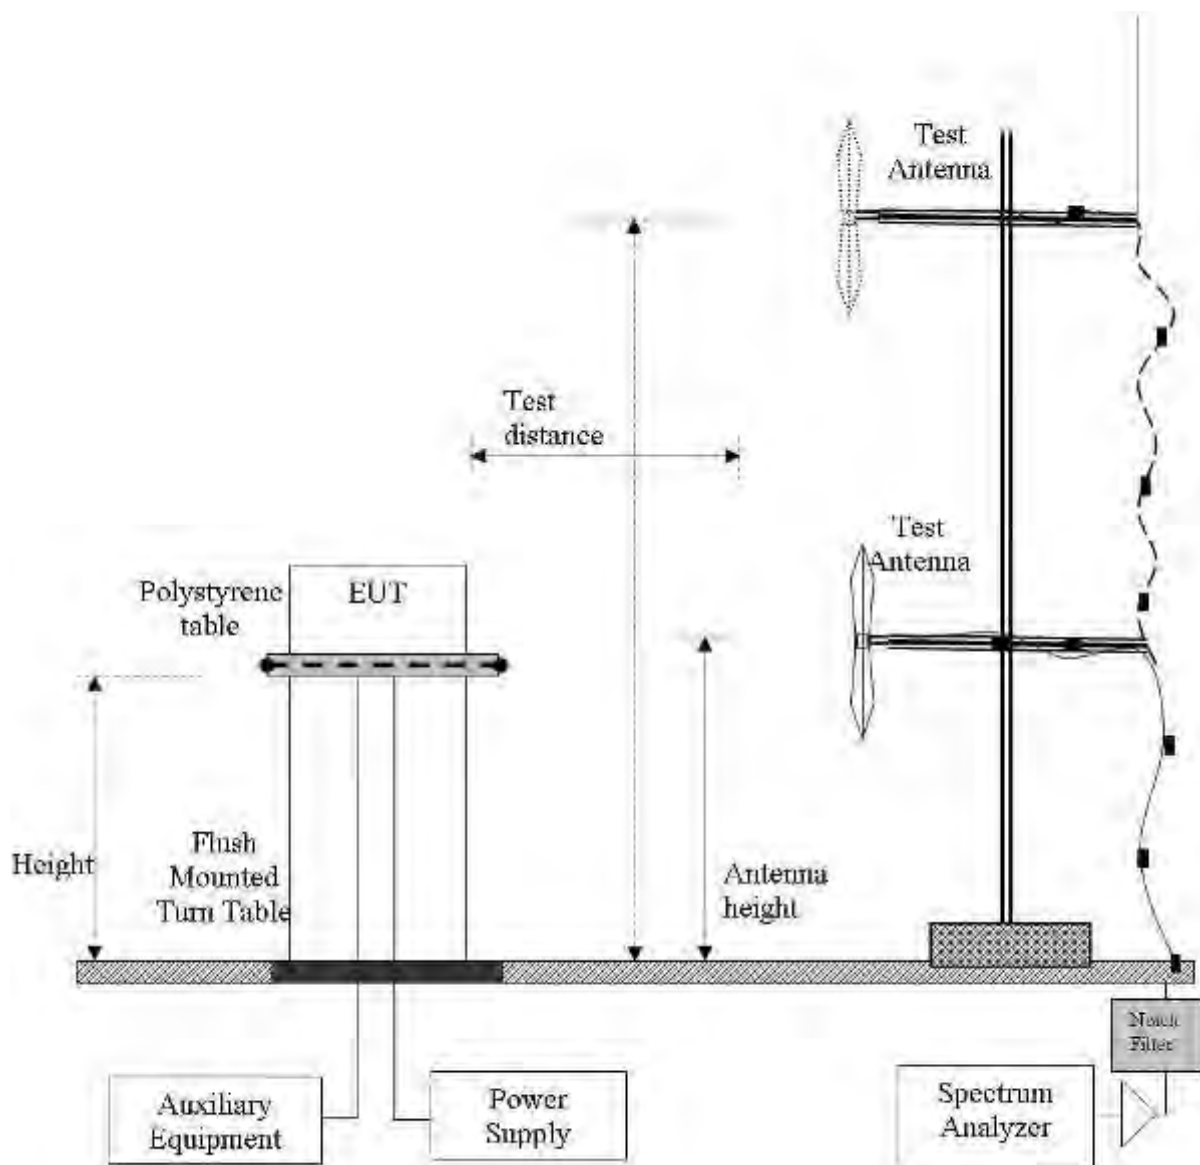 Test
Antenna
Test
distance
Test
Antenna
Polystyrene
table
EUT
Height
Flush
Mounted
Turn Table
Antenna
height
Notch
Filter
Auxiliary
Equipment
Power
Supply
Spectrum
Analyzer